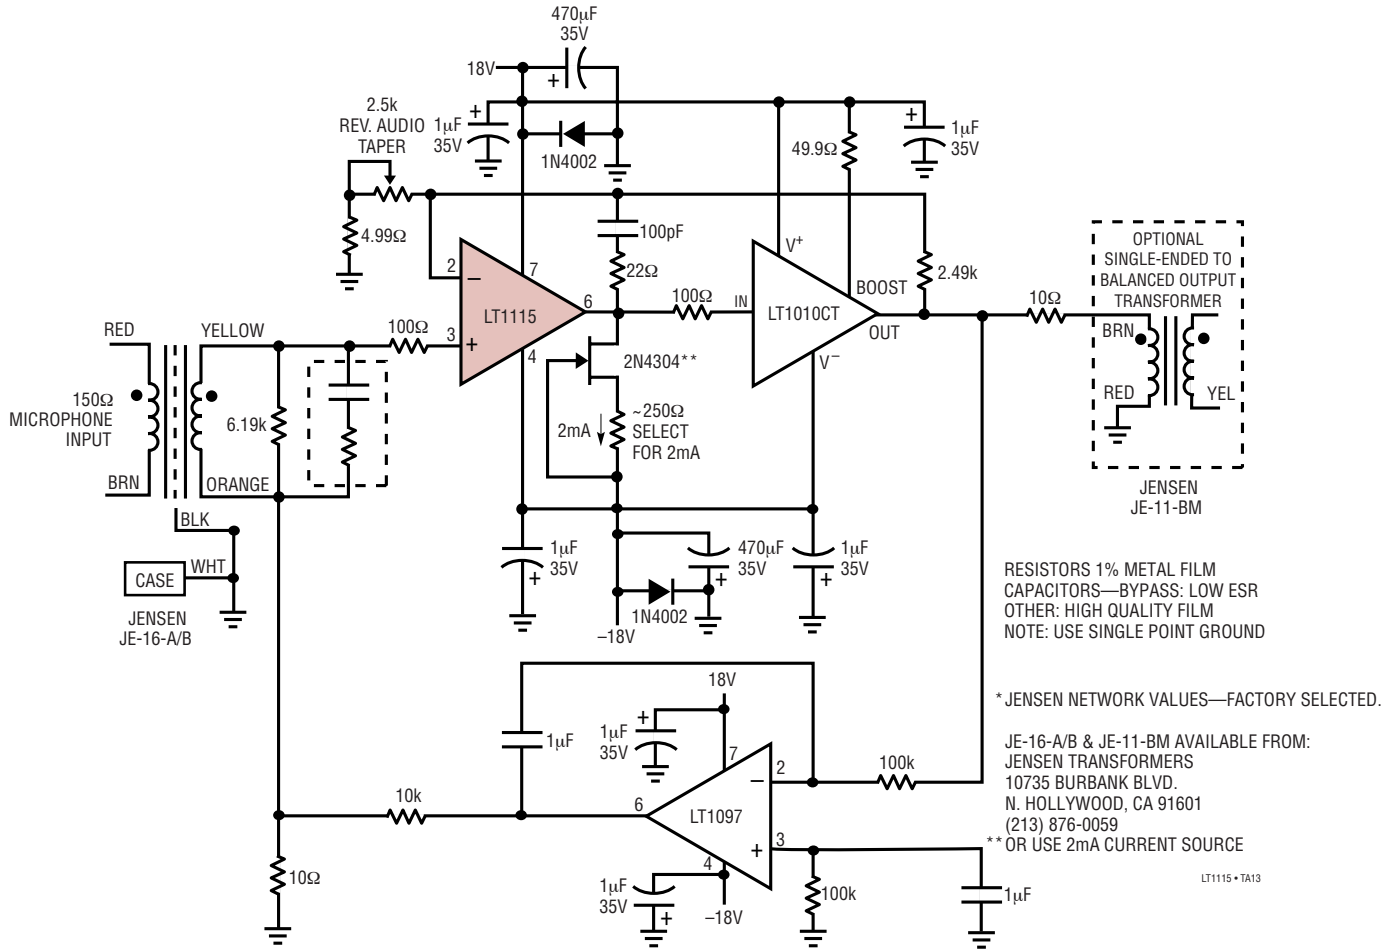 470µF
35V
18V
+
2.5k
REV. AUDIO
TAPER
+
1µF
35V
1N4002
49.9Ω
+
1µF
35V
4.99Ω
100pF
22Ω
2
–
7
LT1115
6
3
+
4
100Ω
IN
V+
LT1010CT
BOOST
OUT
V–
2.49k
10Ω
OPTIONAL
SINGLE-ENDED TO
BALANCED OUTPUT
TRANSFORMER
BRN
RED
YEL
JENSEN
JE-11-BM
RED
YELLOW
100Ω
150Ω
MICROPHONE
INPUT
6.19k
BRN
ORANGE
BLK
WHT
CASE
JENSEN
JE-16-A/B
2N4304**
2mA
~250Ω
SELECT
FOR 2mA
1µF
35V
+
470µF
35V
+
1µF
35V
+
1N4002
–18V
RESISTORS 1% METAL FILM
CAPACITORS—BYPASS: LOW ESR
OTHER: HIGH QUALITY FILM
NOTE: USE SINGLE POINT GROUND
18V
1µF
+
1µF
35V
7
2
–
100k
10k
6
LT1097
3
+
4
10Ω
1µF
35V
+
–18V
100k
1µF
*JENSEN NETWORK VALUES—FACTORY SELECTED.
JE-16-A/B & JE-11-BM AVAILABLE FROM:
JENSEN TRANSFORMERS
10735 BURBANK BLVD.
N. HOLLYWOOD, CA 91601
(213) 876-0059
**OR USE 2mA CURRENT SOURCE
LT1115 • TA13